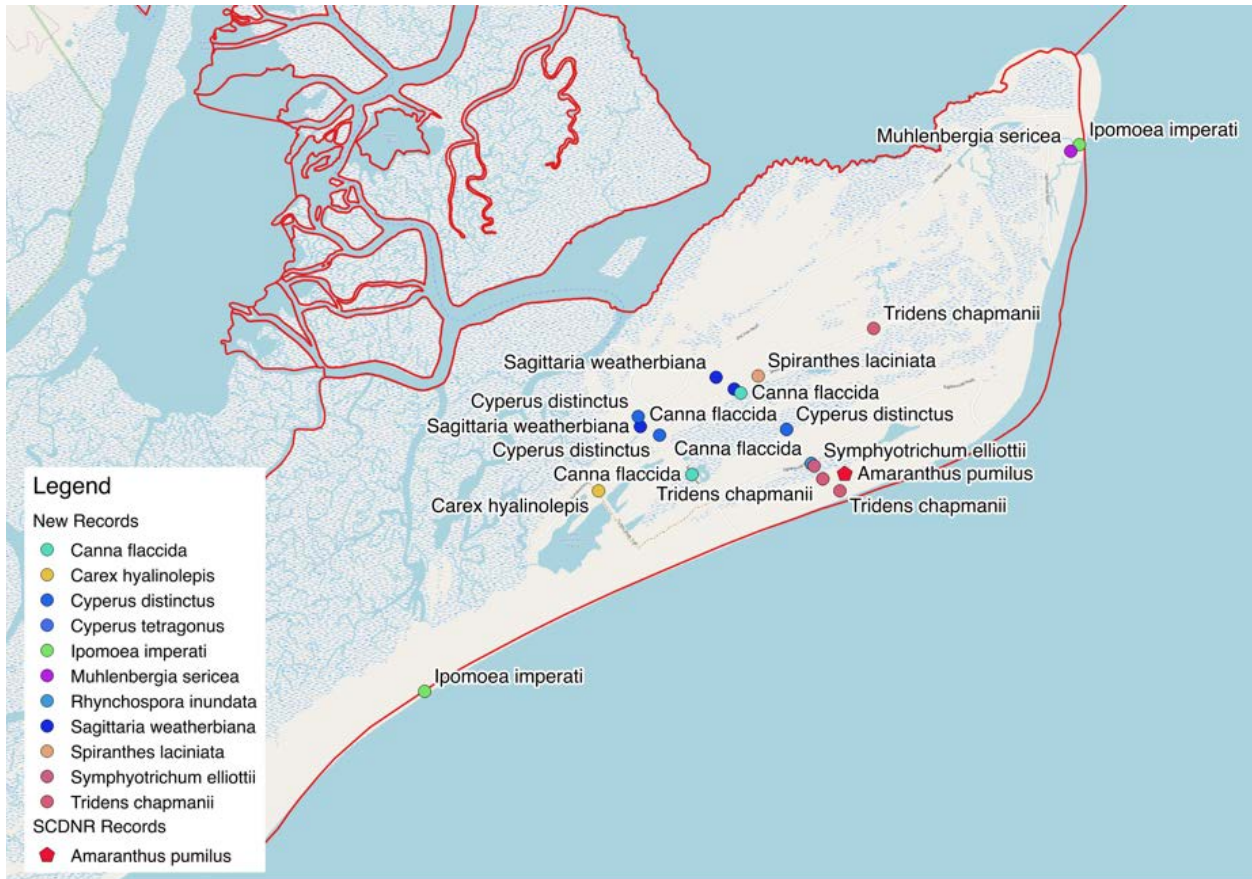 Muhlenbergia sericea
Ipomoea imperati
Tridens chapmanii
Sagittaria weatherbiana
Spiranthes laciniata
Canna flaccida
Cyperus distinctus
Canna flaccida
Cyperus distinctus
Sagittaria weatherbiana
Cyperus distinctus
Canna flaccida
Symphyotrichum elliottii
Canna flaccida
Tridens chapmanii
Amaranthus pumilus
Carex hyalinolepis
Tridens chapmanii
Ipomoea imperati
Legend
New Records
Canna flaccida
Carex hyalinolepis
Cyperus distinctus
Cyperus tetragonus
Ipomoea imperati
Muhlenbergia sericea
Rhynchospora inundata
Sagittaria weatherbiana
Spiranthes laciniata
Symphyotrichum elliottii
Tridens chapmanii
SCDNR Records
Amaranthus pumilus